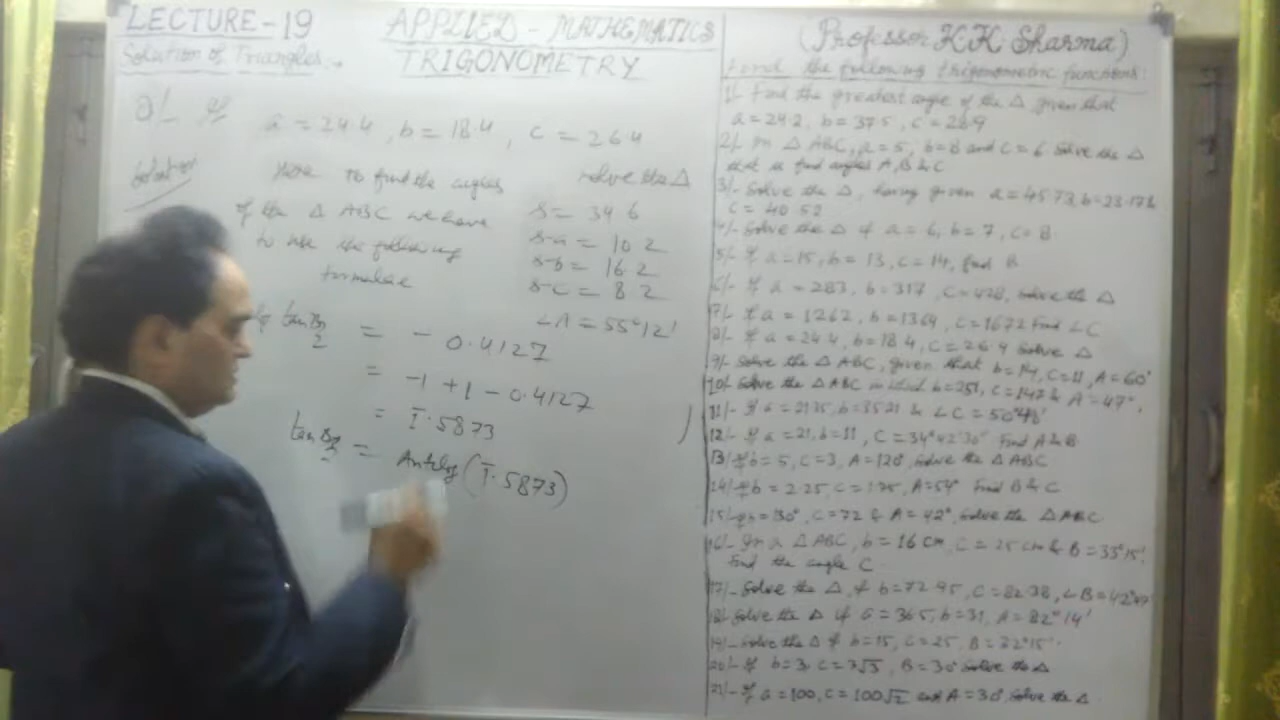 LECTURE-19
Solution of Triangles.
APPLIED-MATHEMATICS
TRIGONOMETRY
(Professor K.K Sharma)
Find the following trigonometric functions:
a = 24.4, b = 18.4, c = 26.4
solve the Δ
Solution
Here to find the angles
of the Δ ABC we have
to use the following
formulae
s = 34.6
s-a = 10.2
s-b = 16.2
s-c = 8.2
∠A = 55°12'
tan B/2 = - 0.4127
= -1 + 1 - 0.4127
= 1̅.5873
tan B/2 = Antilog (1̅.5873)
1/- Find the greatest angle of the Δ given that
a = 24.2, b = 37.5, c = 28.9
2/- In Δ ABC, a = 5, b = 8 and c = 6 Solve the Δ
that is find angles A, B & C
3/- Solve the Δ, having given a = 45.73, b = 23.17 &
c = 40.52
4/- Solve the Δ if a = 6, b = 7, c = 8
5/- If a = 15, b = 13, c = 14, find B
6/- If a = 283, b = 317, c = 428, solve the Δ
7/- If a = 1262, b = 1364, c = 1672 Find ∠C
8/- If a = 24.4, b = 18.4, c = 26.4 Solve Δ
9/- Solve the Δ ABC, given that b = 14, c = 11, A = 60°
10/- Solve the Δ ABC in which b = 251, c = 147 & A = 47°
11/- If a = 2135, b = 3521 & ∠C = 50°48'
12/- If a = 21, b = 11, C = 34°42'30" Find A & B
13/- If b = 5, c = 3, A = 120°, Solve the Δ ABC
14/- If b = 2.25, c = 1.75, A = 54° Find B & C
15/- If b = 130, c = 72 & A = 42°, Solve the Δ ABC
16/- In a Δ ABC, b = 16 cm, c = 25 cm & B = 33°15'.
Find the angle C.
17/- Solve the Δ, if b = 72.95, c = 82.38, ∠B = 42°47'
18/- Solve the Δ if a = 36.5, b = 31, A = 82°14'
19/- Solve the Δ if b = 15, c = 25, B = 32°15'.
20/- If b = 3, c = 3√3, B = 30° Solve the Δ
21/- If a = 100, c = 100√2 and A = 30°, Solve the Δ.